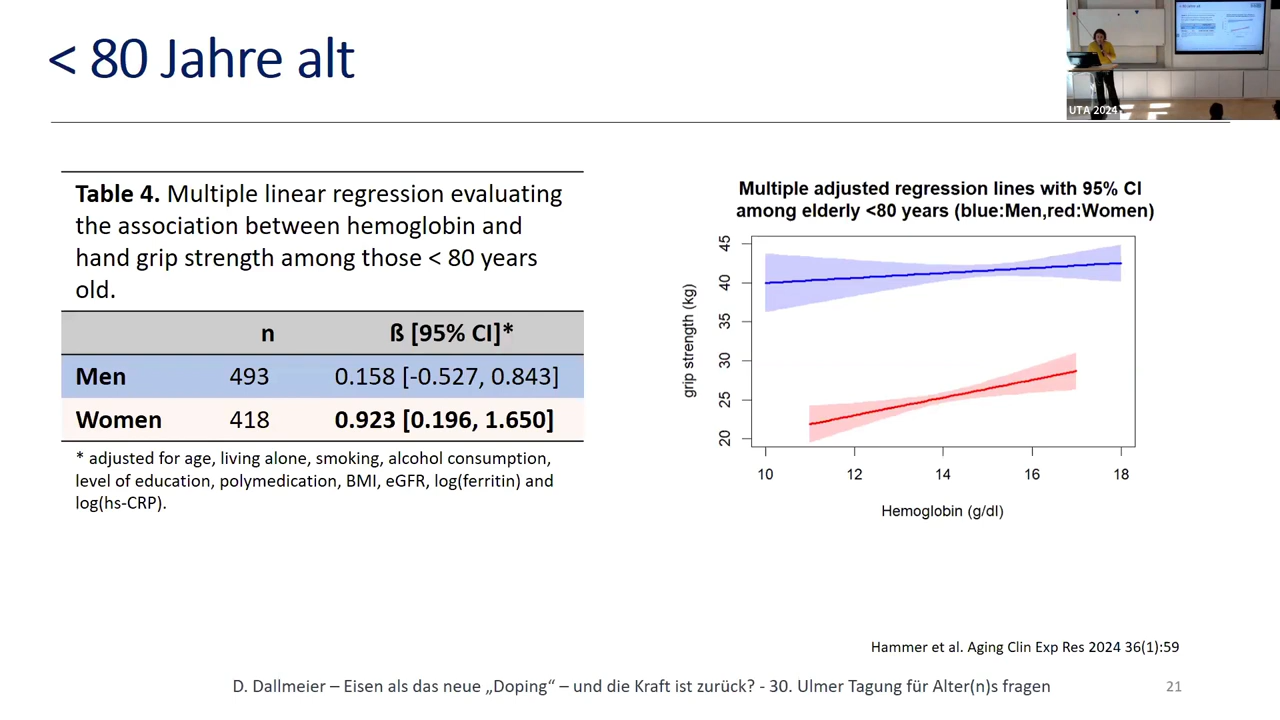 < 80 Jahre alt
UTA 2024
Table 4. Multiple linear regression evaluating
the association between hemoglobin and
hand grip strength among those < 80 years
old.
n ß [95% CI]*
Men 493 0.158 [-0.527, 0.843]
Women 418 0.923 [0.196, 1.650]
* adjusted for age, living alone, smoking, alcohol consumption,
level of education, polymedication, BMI, eGFR, log(ferritin) and
log(hs-CRP).
Multiple adjusted regression lines with 95% CI
among elderly <80 years (blue:Men,red:Women)
grip strength (kg)
45
40
35
30
25
20
10 12 14 16 18
Hemoglobin (g/dl)
Hammer et al. Aging Clin Exp Res 2024 36(1):59
D. Dallmeier – Eisen als das neue „Doping“ – und die Kraft ist zurück? - 30. Ulmer Tagung für Alter(n)s fragen
21